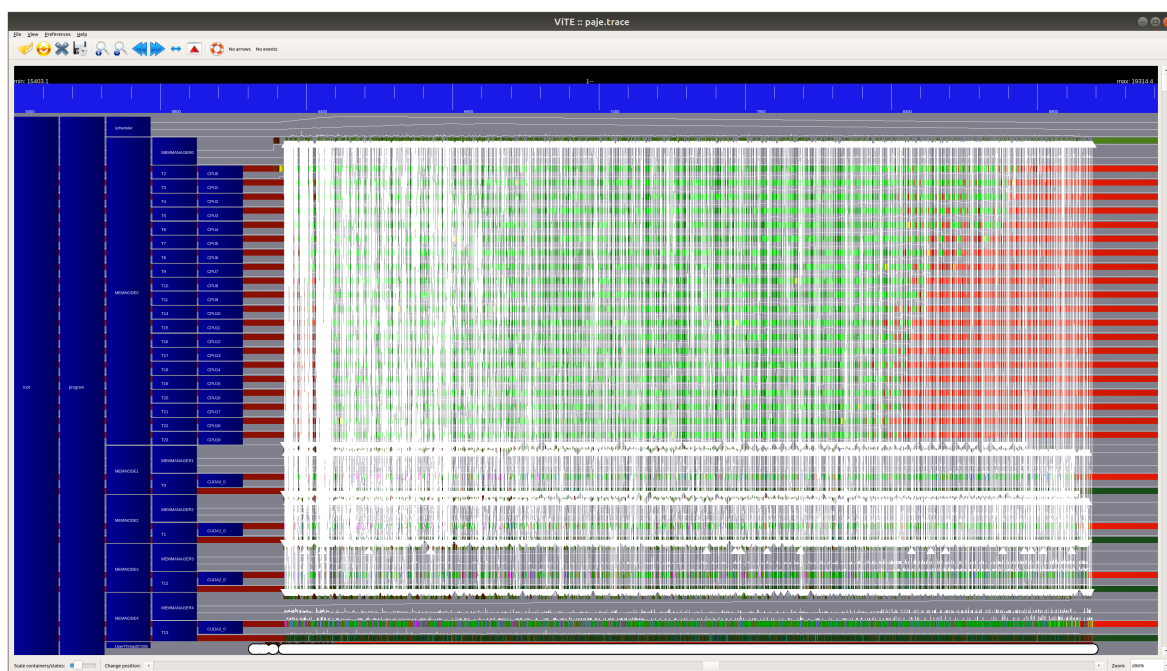 ViTE :: paje.trace
File View Preferences Help
No arrows No events
min: 15403.1 1-- max: 19314.4
scheduler
MEMMANAGER0
T2 CPU0
T3 CPU1
T4 CPU2
T5 CPU3
T6 CPU4
T7 CPU5
T8 CPU6
T9 CPU7
T10 CPU8
T11 CPU9
T14 CPU10
T15 CPU11
T16 CPU12
T17 CPU13
T18 CPU14
T19 CPU15
T20 CPU16
T21 CPU17
T22 CPU18
T23 CPU19
MEMNODE0
root program
MEMMANAGER1
MEMNODE1
T0 CUDA0_0
MEMMANAGER2
MEMNODE2
T1 CUDA1_0
MEMMANAGER3
MEMNODE3
T12 CUDA2_0
MEMMANAGER4
MEMNODE4
T13 CUDA3_0
Scale containers/states: Change position: Zoom: